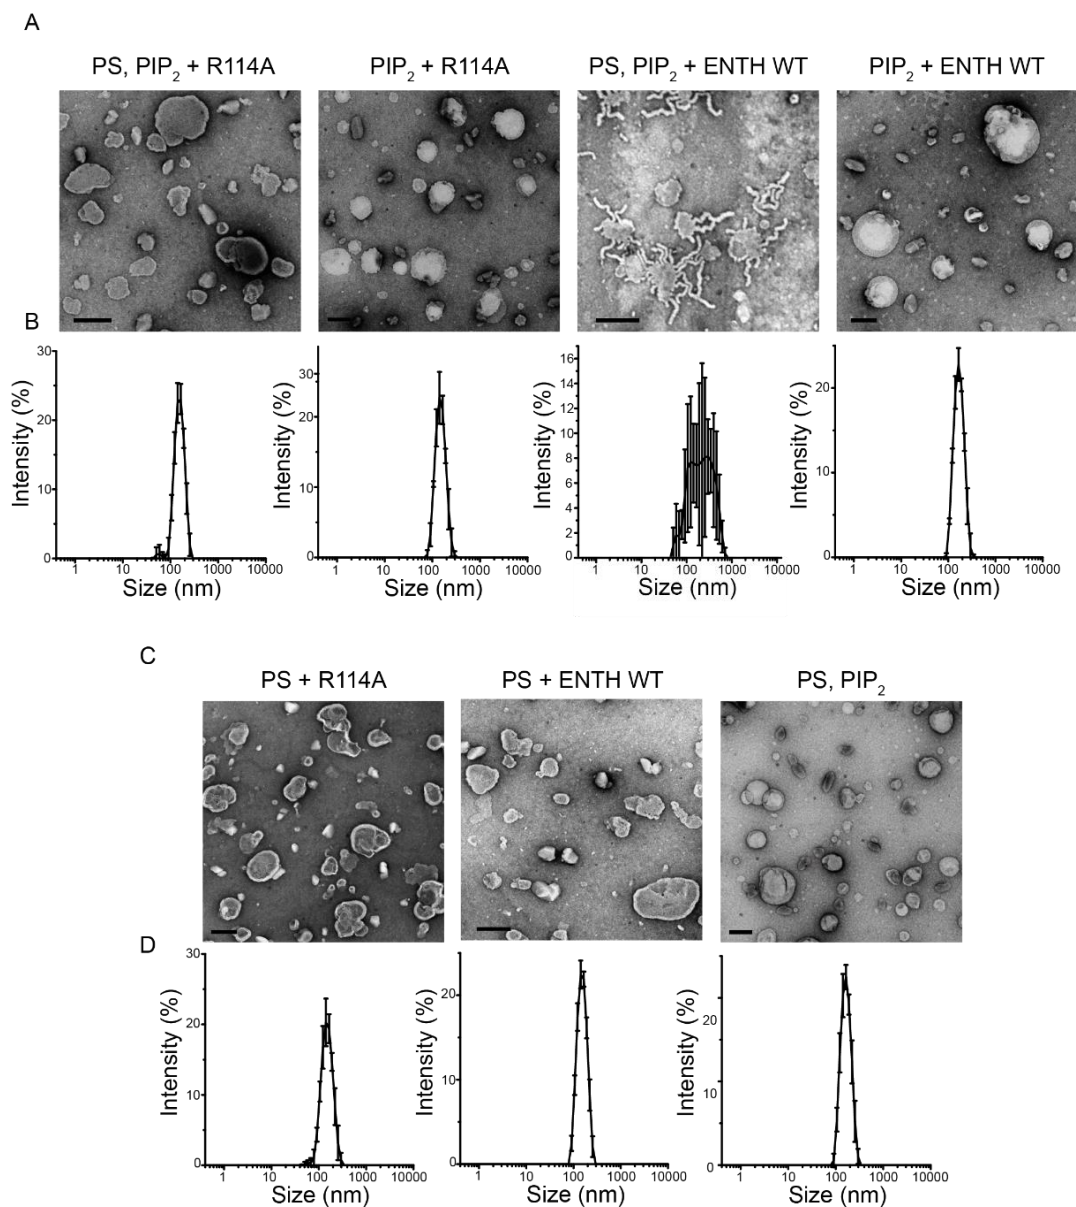 A
PS, PIP2 + R114A
PIP2 + R114A
PS, PIP2 + ENTH WT
PIP2 + ENTH WT
B
Intensity (%)
30
20
10
0
1 10 100 1000 10000
Size (nm)
Intensity (%)
30
20
10
0
1 10 100 1000 10000
Size (nm)
Intensity (%)
16
14
12
10
8
6
4
2
0
1 10 100 1000 10000
Size (nm)
Intensity (%)
20
10
0
1 10 100 1000 10000
Size (nm)
C
PS + R114A
PS + ENTH WT
PS, PIP2
D
Intensity (%)
30
20
10
0
1 10 100 1000 10000
Size (nm)
Intensity (%)
20
10
0
1 10 100 1000 10000
Size (nm)
Intensity (%)
20
10
0
1 10 100 1000 10000
Size (nm)